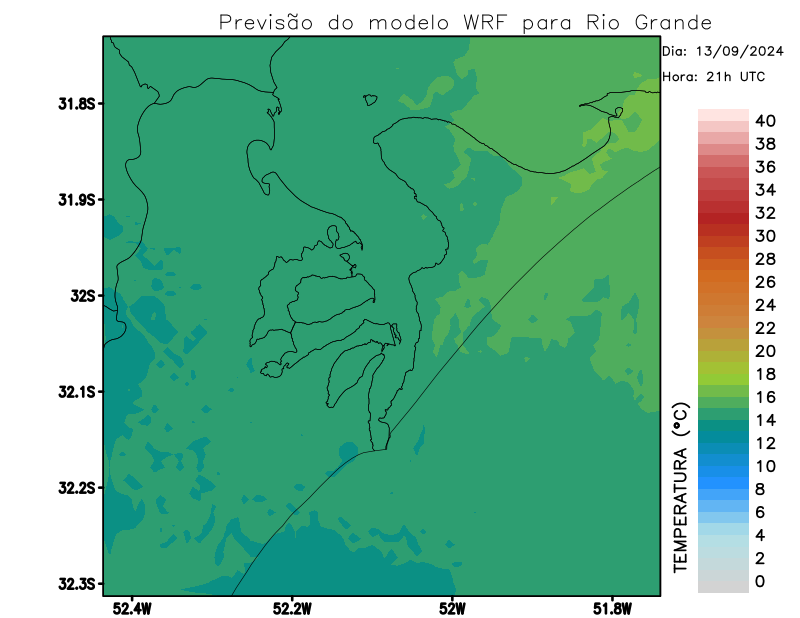 Previsão do modelo WRF para Rio Grande
Dia: 13/09/2024
Hora: 21h UTC
31.8S
31.9S
32S
32.1S
32.2S
32.3S
52.4W
52.2W
52W
51.8W
40
38
36
34
32
30
28
26
24
22
20
18
16
14
12
10
8
6
4
2
0
TEMPERATURA (°C)